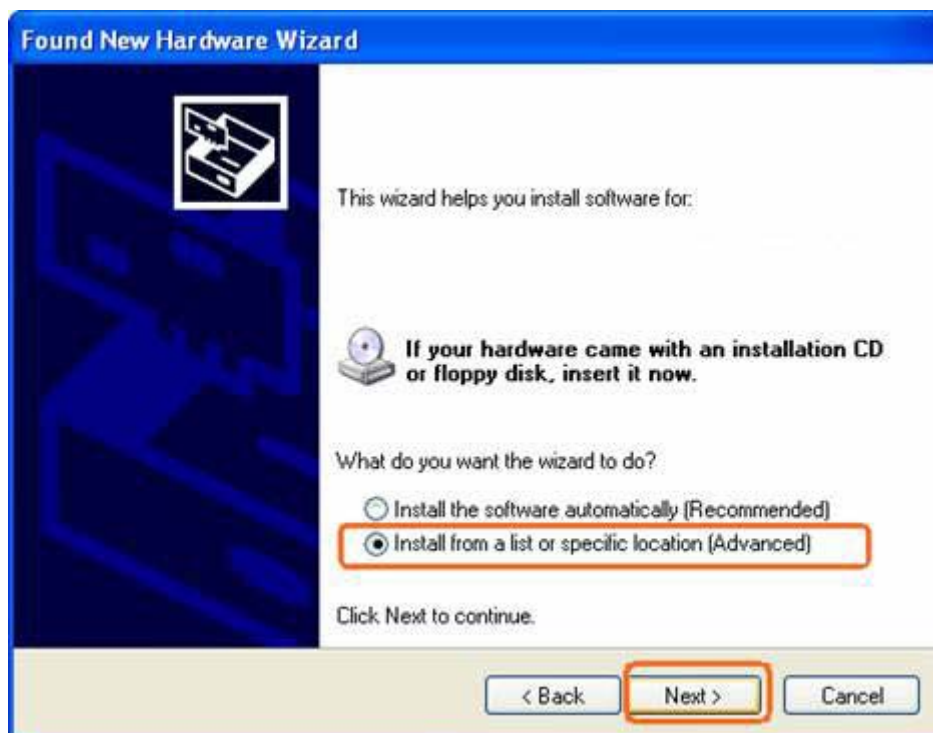 Found New Hardware Wizard
This wizard helps you install software for:
If your hardware came with an installation CD
or floppy disk, insert it now.
What do you want the wizard to do?
Install the software automatically (Recommended)
Install from a list or specific location (Advanced)
Click Next to continue.
< Back Next > Cancel